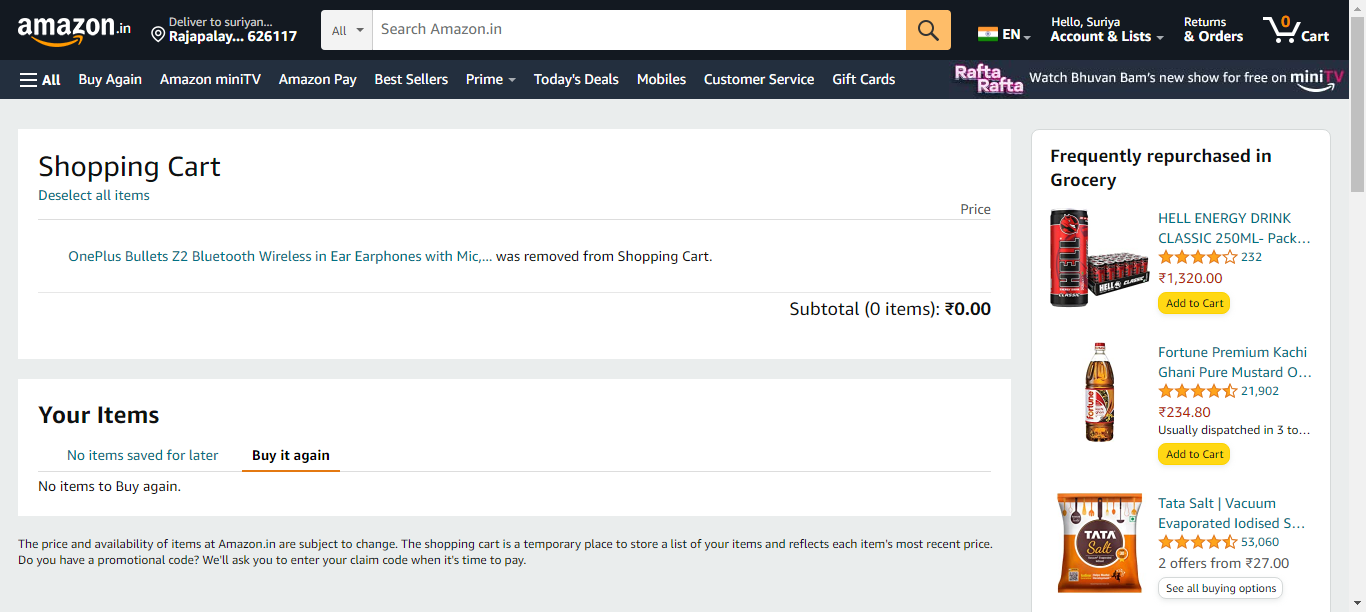 amazon.in
Deliver to suriyan...
Rajapalay... 626117
All
Search Amazon.in
EN
Hello, Suriya
Account & Lists
Returns
& Orders
0
Cart
All
Buy Again
Amazon miniTV
Amazon Pay
Best Sellers
Prime
Today's Deals
Mobiles
Customer Service
Gift Cards
Rafta
Rafta
Watch Bhuvan Bam's new show for free on miniTV
Shopping Cart
Deselect all items
Price
OnePlus Bullets Z2 Bluetooth Wireless in Ear Earphones with Mic,... was removed from Shopping Cart.
Subtotal (0 items): ₹0.00
Your Items
No items saved for later
Buy it again
No items to Buy again.
The price and availability of items at Amazon.in are subject to change. The shopping cart is a temporary place to store a list of your items and reflects each item's most recent price.
Do you have a promotional code? We'll ask you to enter your claim code when it's time to pay.
Frequently repurchased in
Grocery
HELL
CLASSIC
HELL
CLASSIC
HELL ENERGY DRINK
CLASSIC 250ML- Pack...
232
₹1,320.00
Add to Cart
fortune
Fortune Premium Kachi
Ghani Pure Mustard O...
21,902
₹234.80
Usually dispatched in 3 to...
Add to Cart
TATA
Salt
Tata Salt | Vacuum
Evaporated Iodised S...
53,060
2 offers from ₹27.00
See all buying options